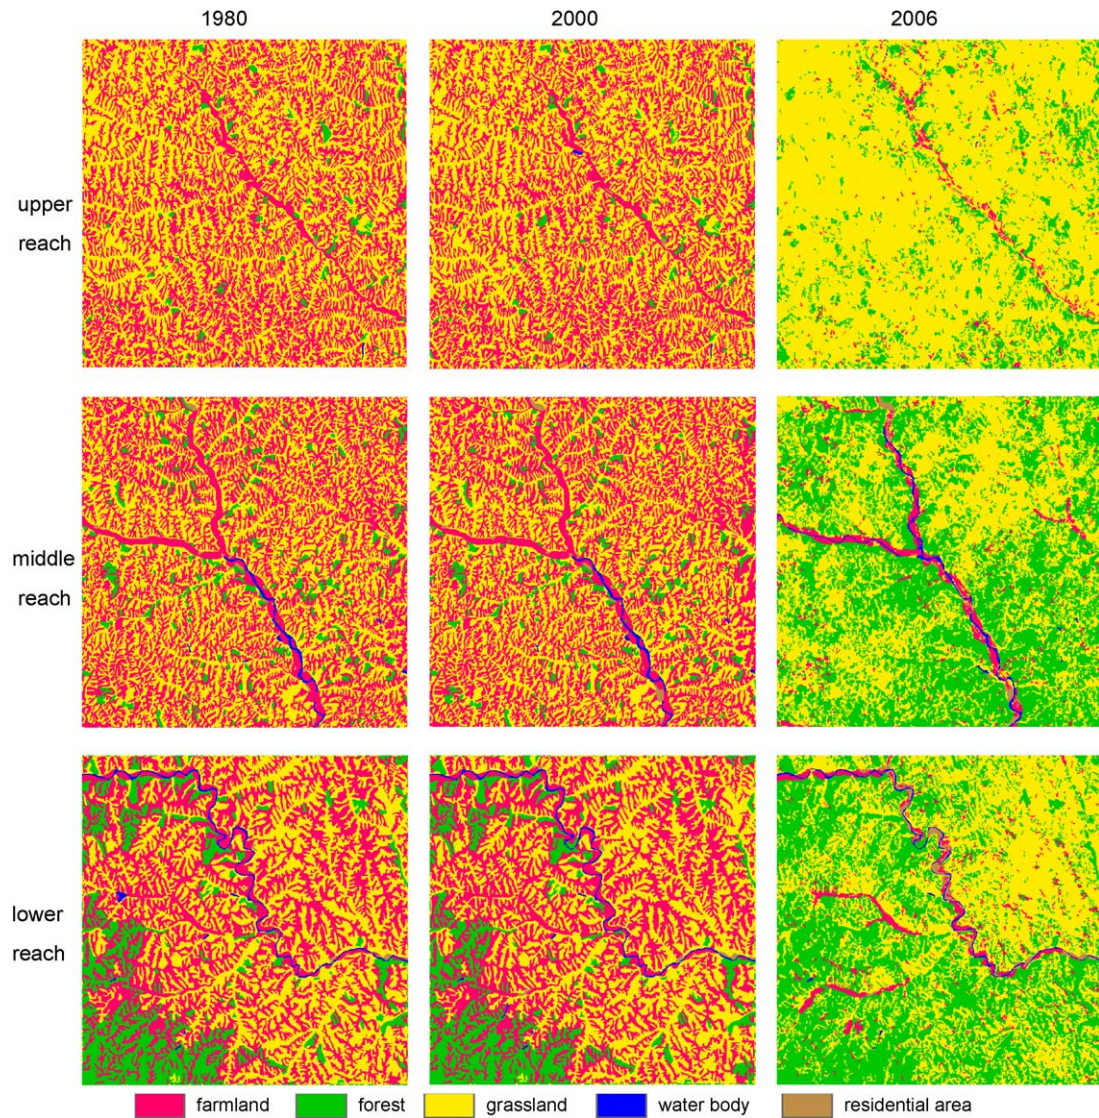 1980 2000 2006
upper
reach
middle
reach
lower
reach
farmland forest grassland water body residential area